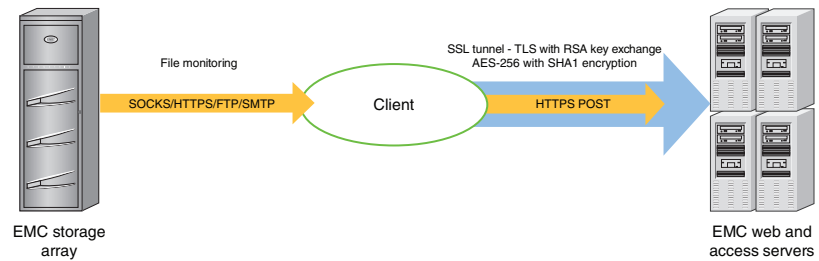 SSL tunnel - TLS with RSA key exchange
File monitoring
AES-256 with SHA1 encryption
SOCKS/HTTPS/FTP/SMTP
Client
HTTPS POST
EMC storage
array
EMC web and
access servers